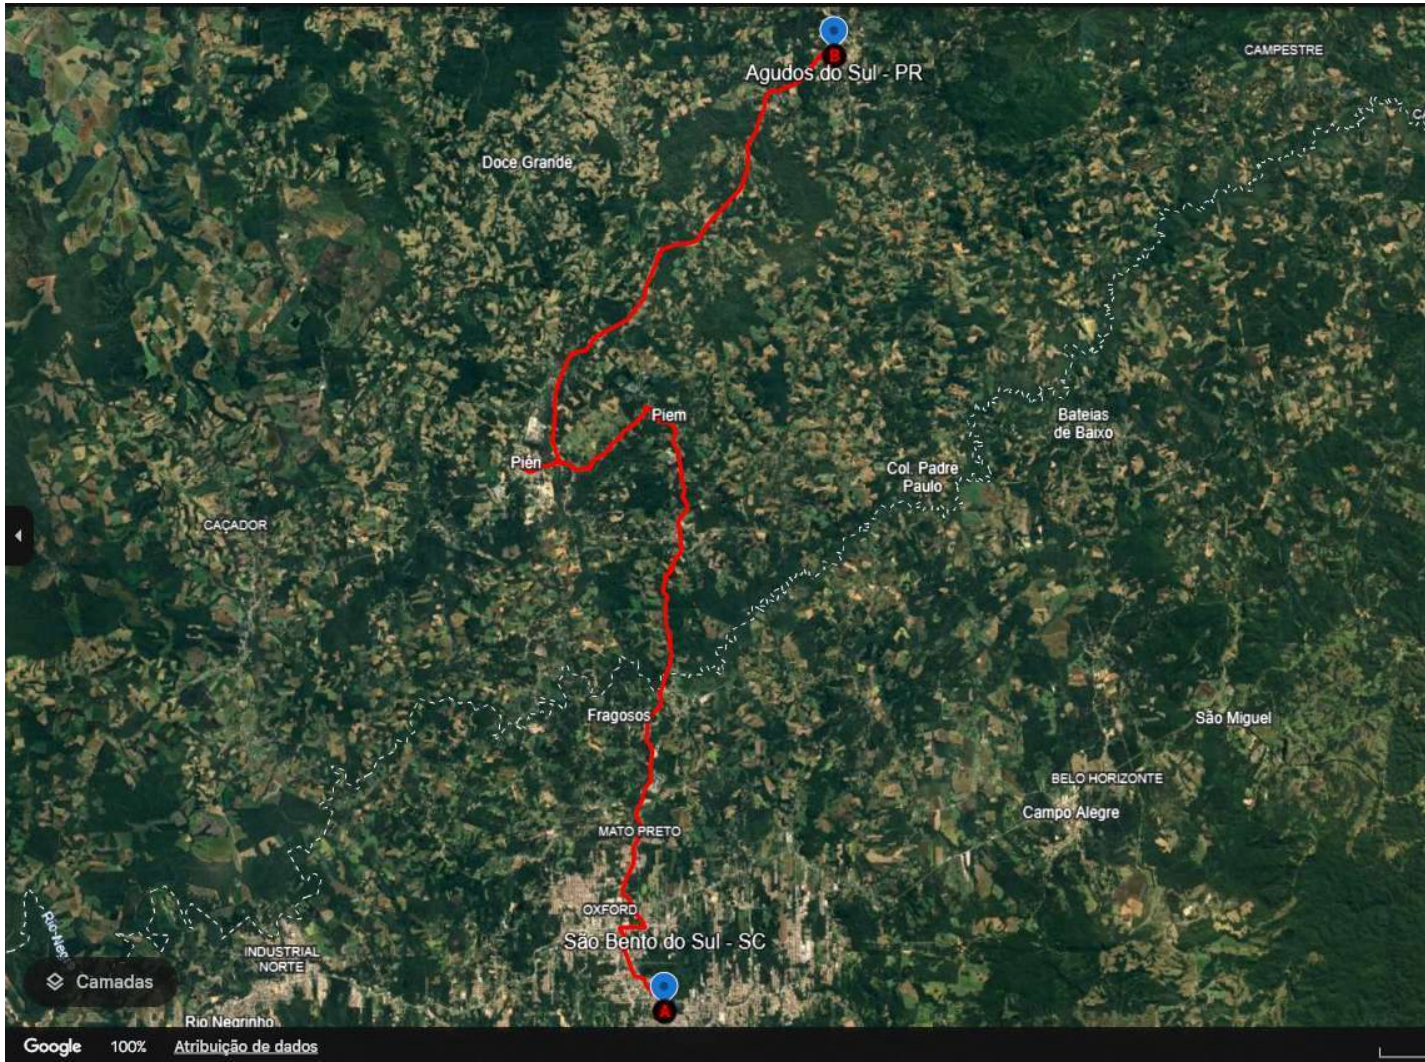 B
Agudos do Sul - PR
CAMPESTRE
Doce Grande
Piem
Bateias
de Baixo
Piên
Col. Padre
Paulo
CAÇADOR
Fragosos
São Miguel
BELO HORIZONTE
Campo Alegre
MATO PRETO
OXFORD
São Bento do Sul - SC
INDUSTRIAL
NORTE
Camadas
A
Rio Negrinho
Google 100% Atribuição de dados